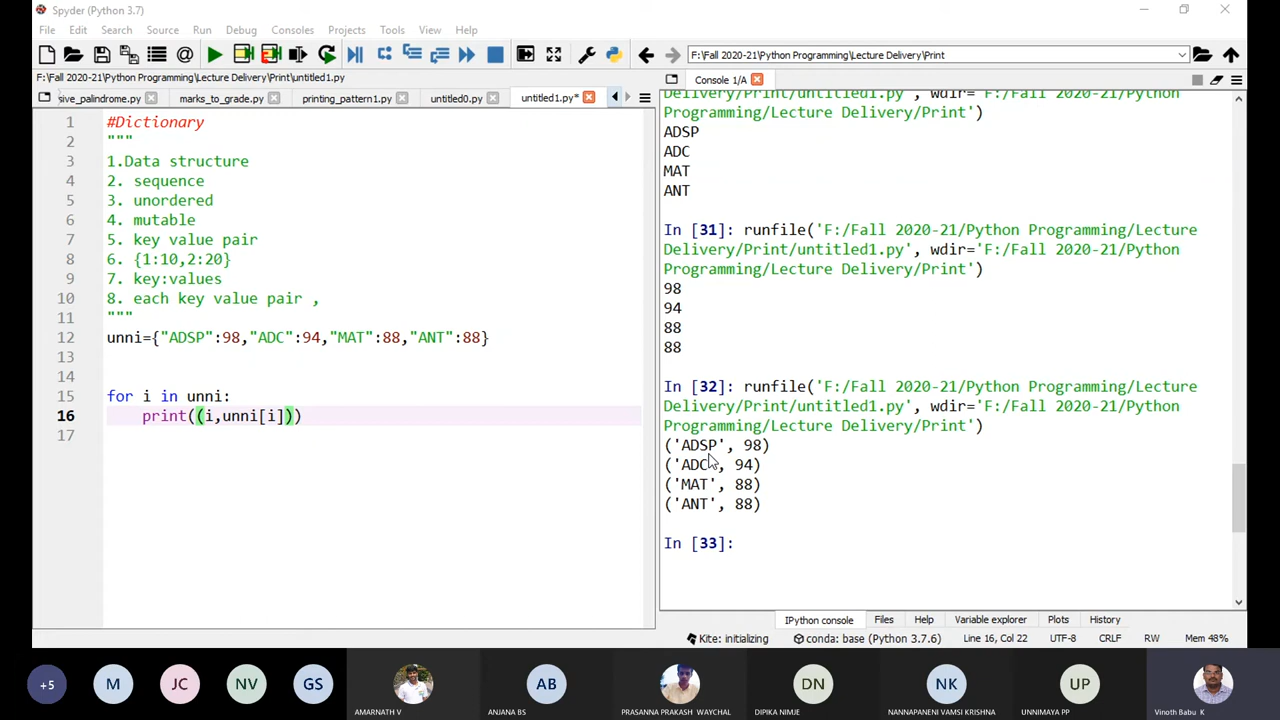 Spyder (Python 3.7)
File Edit Search Source Run Debug Consoles Projects Tools View Help
F:\Fall 2020-21\Python Programming\Lecture Delivery\Print
F:\Fall 2020-21\Python Programming\Lecture Delivery\Print\untitled1.py
sive_palindrome.py marks_to_grade.py printing_pattern1.py untitled0.py untitled1.py*
1 #Dictionary
2 """
3 1.Data structure
4 2. sequence
5 3. unordered
6 4. mutable
7 5. key value pair
8 6. {1:10,2:20}
9 7. key:values
10 8. each key value pair ,
11 """
12 unni={"ADSP":98,"ADC":94,"MAT":88,"ANT":88}
13
14
15 for i in unni:
16 print((i,unni[i]))
17
Console 1/A
Delivery/Print/untitled1.py', wdir='F:/Fall 2020-21/Python
Programming/Lecture Delivery/Print')
ADSP
ADC
MAT
ANT
In [31]: runfile('F:/Fall 2020-21/Python Programming/Lecture
Delivery/Print/untitled1.py', wdir='F:/Fall 2020-21/Python
Programming/Lecture Delivery/Print')
98
94
88
88
In [32]: runfile('F:/Fall 2020-21/Python Programming/Lecture
Delivery/Print/untitled1.py', wdir='F:/Fall 2020-21/Python
Programming/Lecture Delivery/Print')
('ADSP', 98)
('ADC', 94)
('MAT', 88)
('ANT', 88)
In [33]:
IPython console Files Help Variable explorer Plots History
Kite: initializing conda: base (Python 3.7.6) Line 16, Col 22 UTF-8 CRLF RW Mem 48%
+5 M JC NV GS AB DN NK UP
AMARNATH V ANJANA BS PRASANNA PRAKASH WAYCHAL DIPIKA NIMJE NANNAPANENI VAMSI KRISHNA UNNIMAYA PP Vinoth Babu K